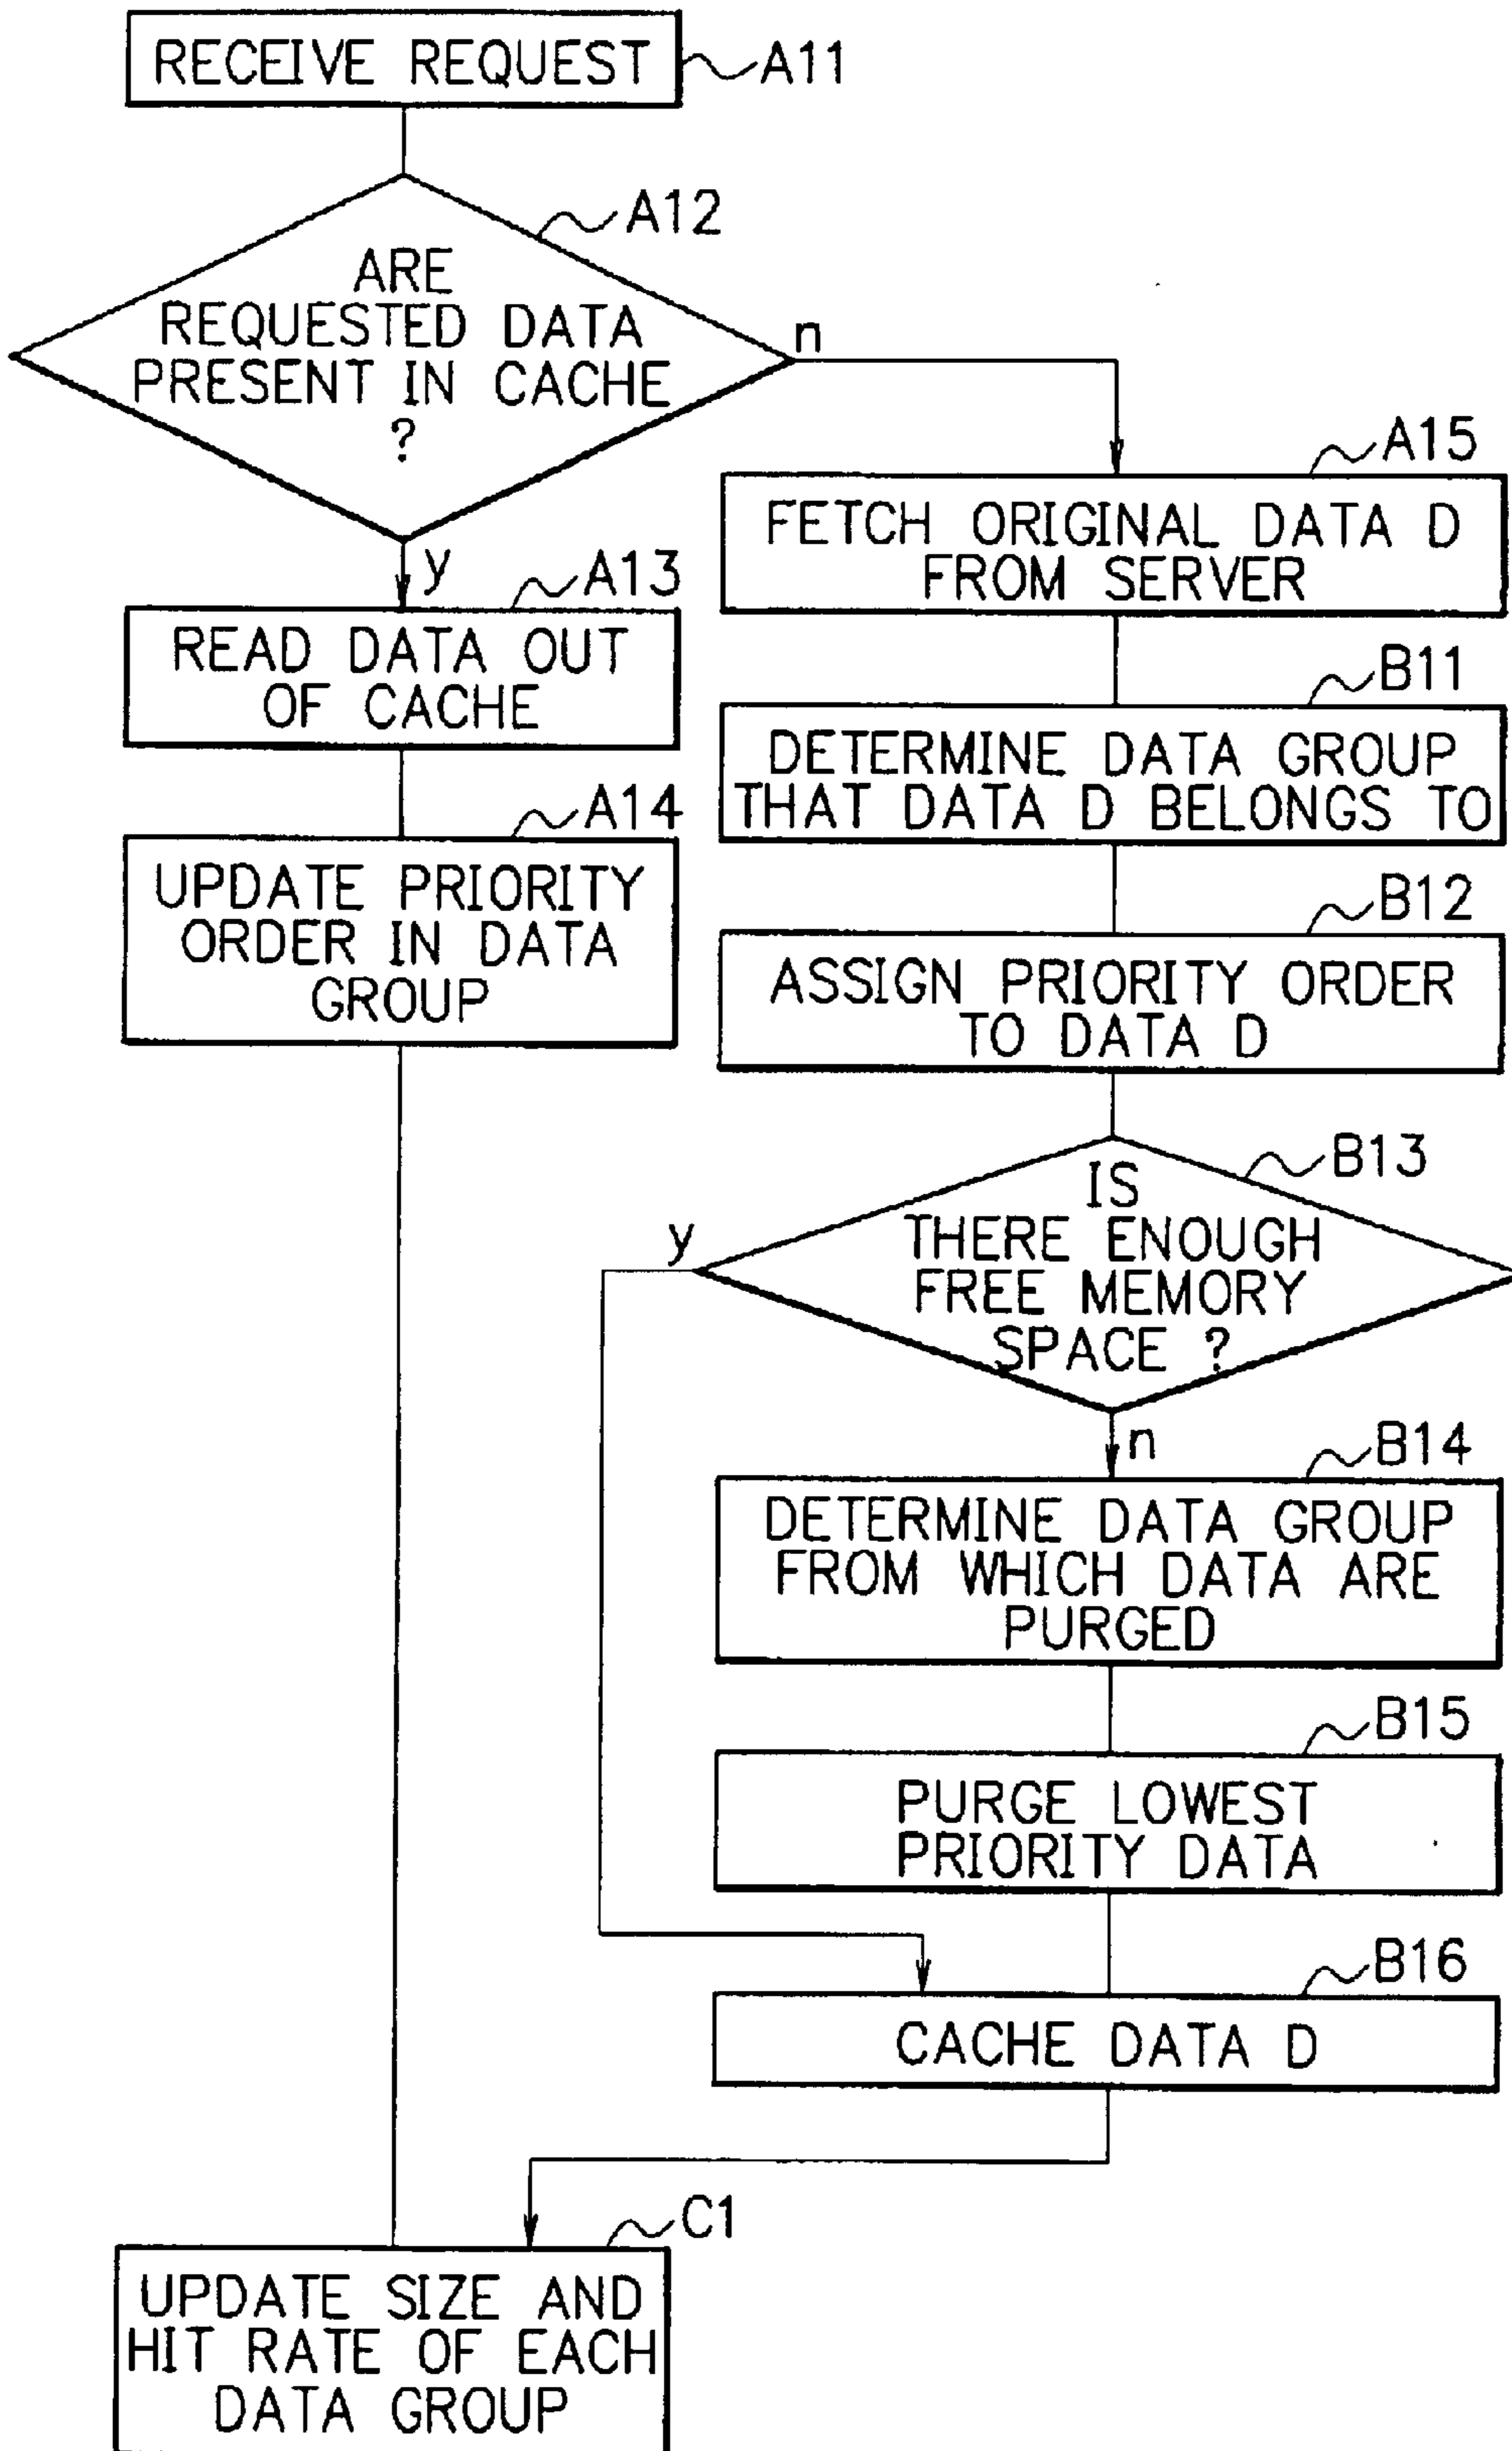 RECEIVE REQUEST
A11
A12
ARE
REQUESTED DATA
PRESENT IN CACHE
?
n
y
A13
READ DATA OUT
OF CACHE
A14
UPDATE PRIORITY
ORDER IN DATA
GROUP
A15
FETCH ORIGINAL DATA D
FROM SERVER
B11
DETERMINE DATA GROUP
THAT DATA D BELONGS TO
B12
ASSIGN PRIORITY ORDER
TO DATA D
B13
IS
THERE ENOUGH
FREE MEMORY
SPACE ?
y
n
B14
DETERMINE DATA GROUP
FROM WHICH DATA ARE
PURGED
B15
PURGE LOWEST
PRIORITY DATA
B16
CACHE DATA D
C1
UPDATE SIZE AND
HIT RATE OF EACH
DATA GROUP